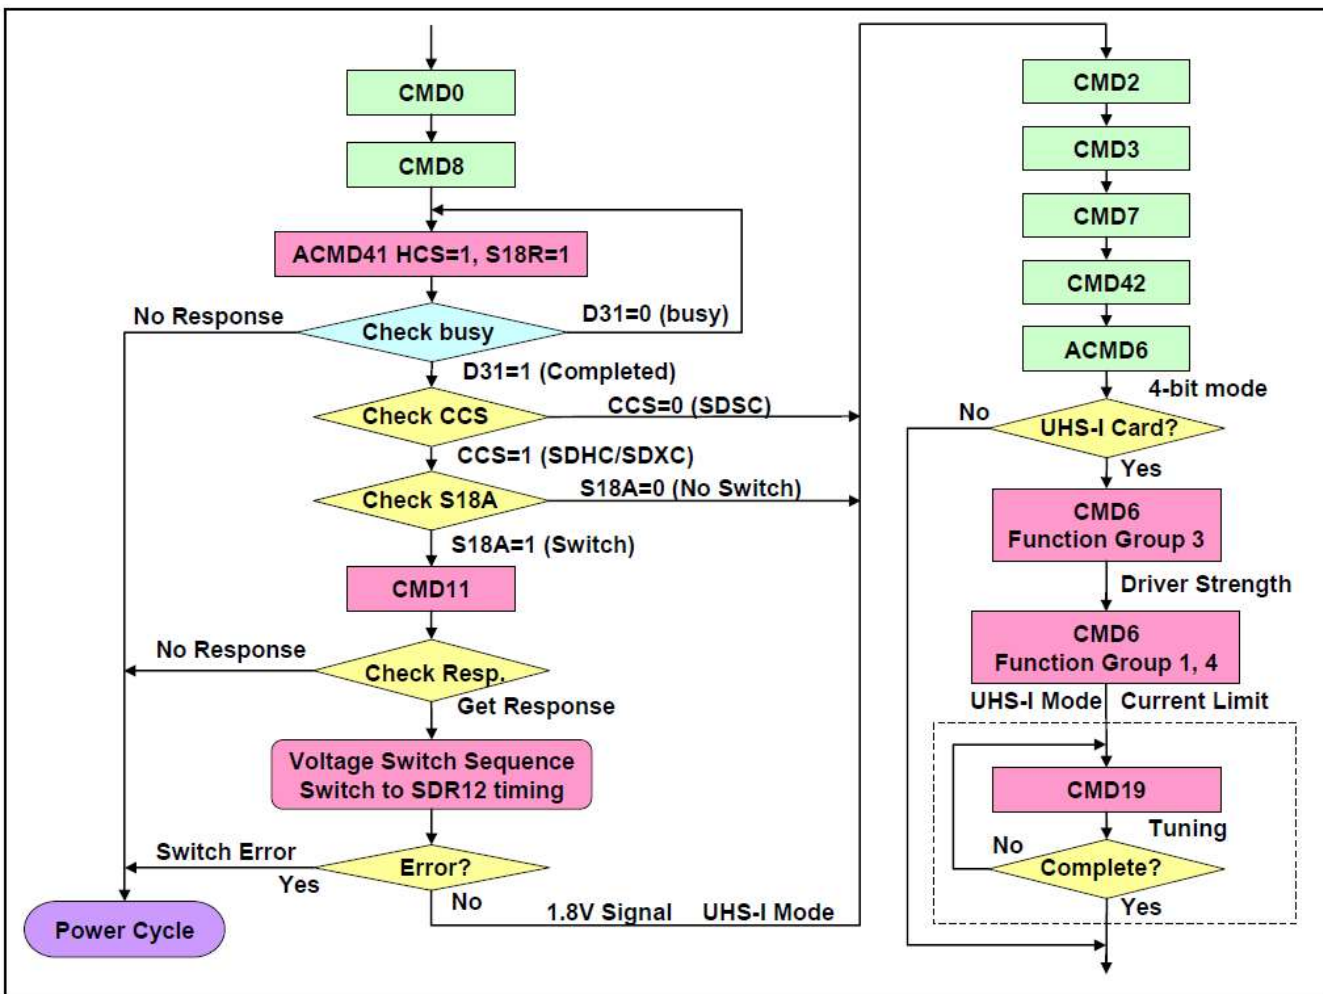 CMD0
CMD8
ACMD41 HCS=1, S18R=1
No Response
Check busy
D31=0 (busy)
D31=1 (Completed)
Check CCS
CCS=0 (SDSC)
CCS=1 (SDHC/SDXC)
Check S18A
S18A=0 (No Switch)
S18A=1 (Switch)
CMD11
No Response
Check Resp.
Get Response
Voltage Switch Sequence
Switch to SDR12 timing
Switch Error
Error?
Yes
No
1.8V Signal UHS-I Mode
Power Cycle
CMD2
CMD3
CMD7
CMD42
ACMD6
4-bit mode
No
UHS-I Card?
Yes
CMD6
Function Group 3
Driver Strength
CMD6
Function Group 1, 4
UHS-I Mode Current Limit
CMD19
Tuning
No
Complete?
Yes